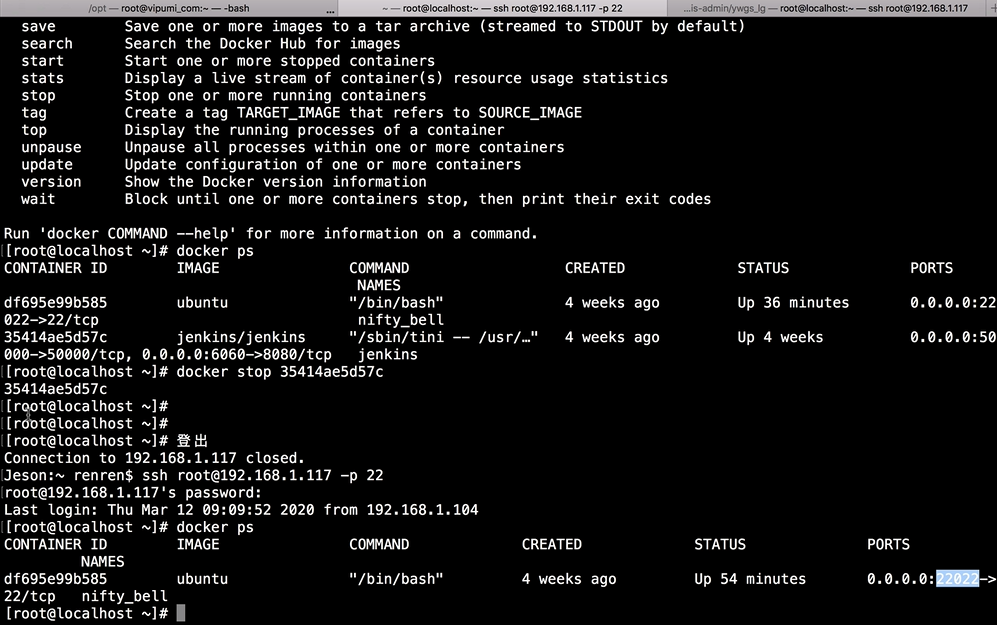 /opt — root@vipumi_com:~ — -bash ... ~ — root@localhost:~ — ssh root@192.168.1.117 -p 22 ...is-admin/ywgs_lg — root@localhost:~ — ssh root@192.168.1.117
save Save one or more images to a tar archive (streamed to STDOUT by default)
search Search the Docker Hub for images
start Start one or more stopped containers
stats Display a live stream of container(s) resource usage statistics
stop Stop one or more running containers
tag Create a tag TARGET_IMAGE that refers to SOURCE_IMAGE
top Display the running processes of a container
unpause Unpause all processes within one or more containers
update Update configuration of one or more containers
version Show the Docker version information
wait Block until one or more containers stop, then print their exit codes
Run 'docker COMMAND --help' for more information on a command.
[root@localhost ~]# docker ps
CONTAINER ID IMAGE COMMAND CREATED STATUS PORTS
NAMES
df695e99b585 ubuntu "/bin/bash" 4 weeks ago Up 36 minutes 0.0.0.0:22
022->22/tcp nifty_bell
35414ae5d57c jenkins/jenkins "/sbin/tini -- /usr/…" 4 weeks ago Up 4 weeks 0.0.0.0:50
000->50000/tcp, 0.0.0.0:6060->8080/tcp jenkins
[root@localhost ~]# docker stop 35414ae5d57c
35414ae5d57c
[root@localhost ~]#
[root@localhost ~]#
[root@localhost ~]# 登出
Connection to 192.168.1.117 closed.
Jeson:~ renren$ ssh root@192.168.1.117 -p 22
root@192.168.1.117's password:
Last login: Thu Mar 12 09:09:52 2020 from 192.168.1.104
[root@localhost ~]# docker ps
CONTAINER ID IMAGE COMMAND CREATED STATUS PORTS
NAMES
df695e99b585 ubuntu "/bin/bash" 4 weeks ago Up 54 minutes 0.0.0.0:22022->
22/tcp nifty_bell
[root@localhost ~]#